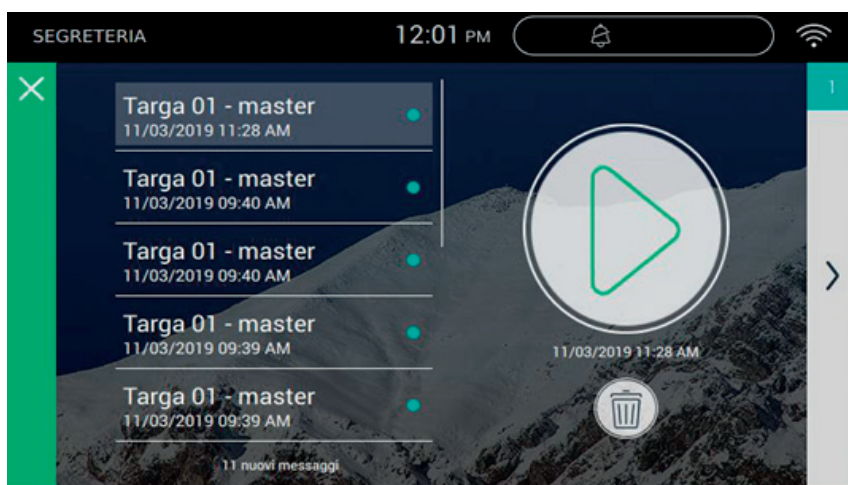 SEGRETERIA
12:01 PM
1
Targa 01 - master
11/03/2019 11:28 AM
Targa 01 - master
11/03/2019 09:40 AM
Targa 01 - master
11/03/2019 09:40 AM
Targa 01 - master
11/03/2019 09:39 AM
Targa 01 - master
11/03/2019 09:39 AM
11 nuovi messaggi
11/03/2019 11:28 AM